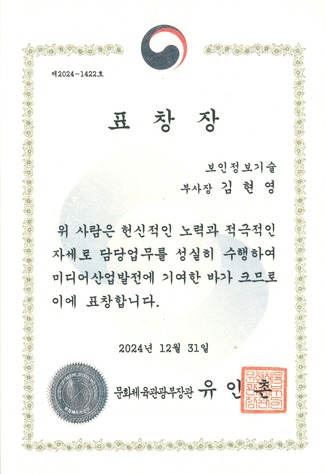 제2024-1422호
표 창 장
보인정보기술
부사장 김현영
위 사람은 헌신적인 노력과 적극적인
자세로 담당업무를 성실히 수행하여
미디어산업발전에 기여한 바가 크므로
이에 표창합니다.
2024년 12월 31일
문화체육관광부장관 유인촌